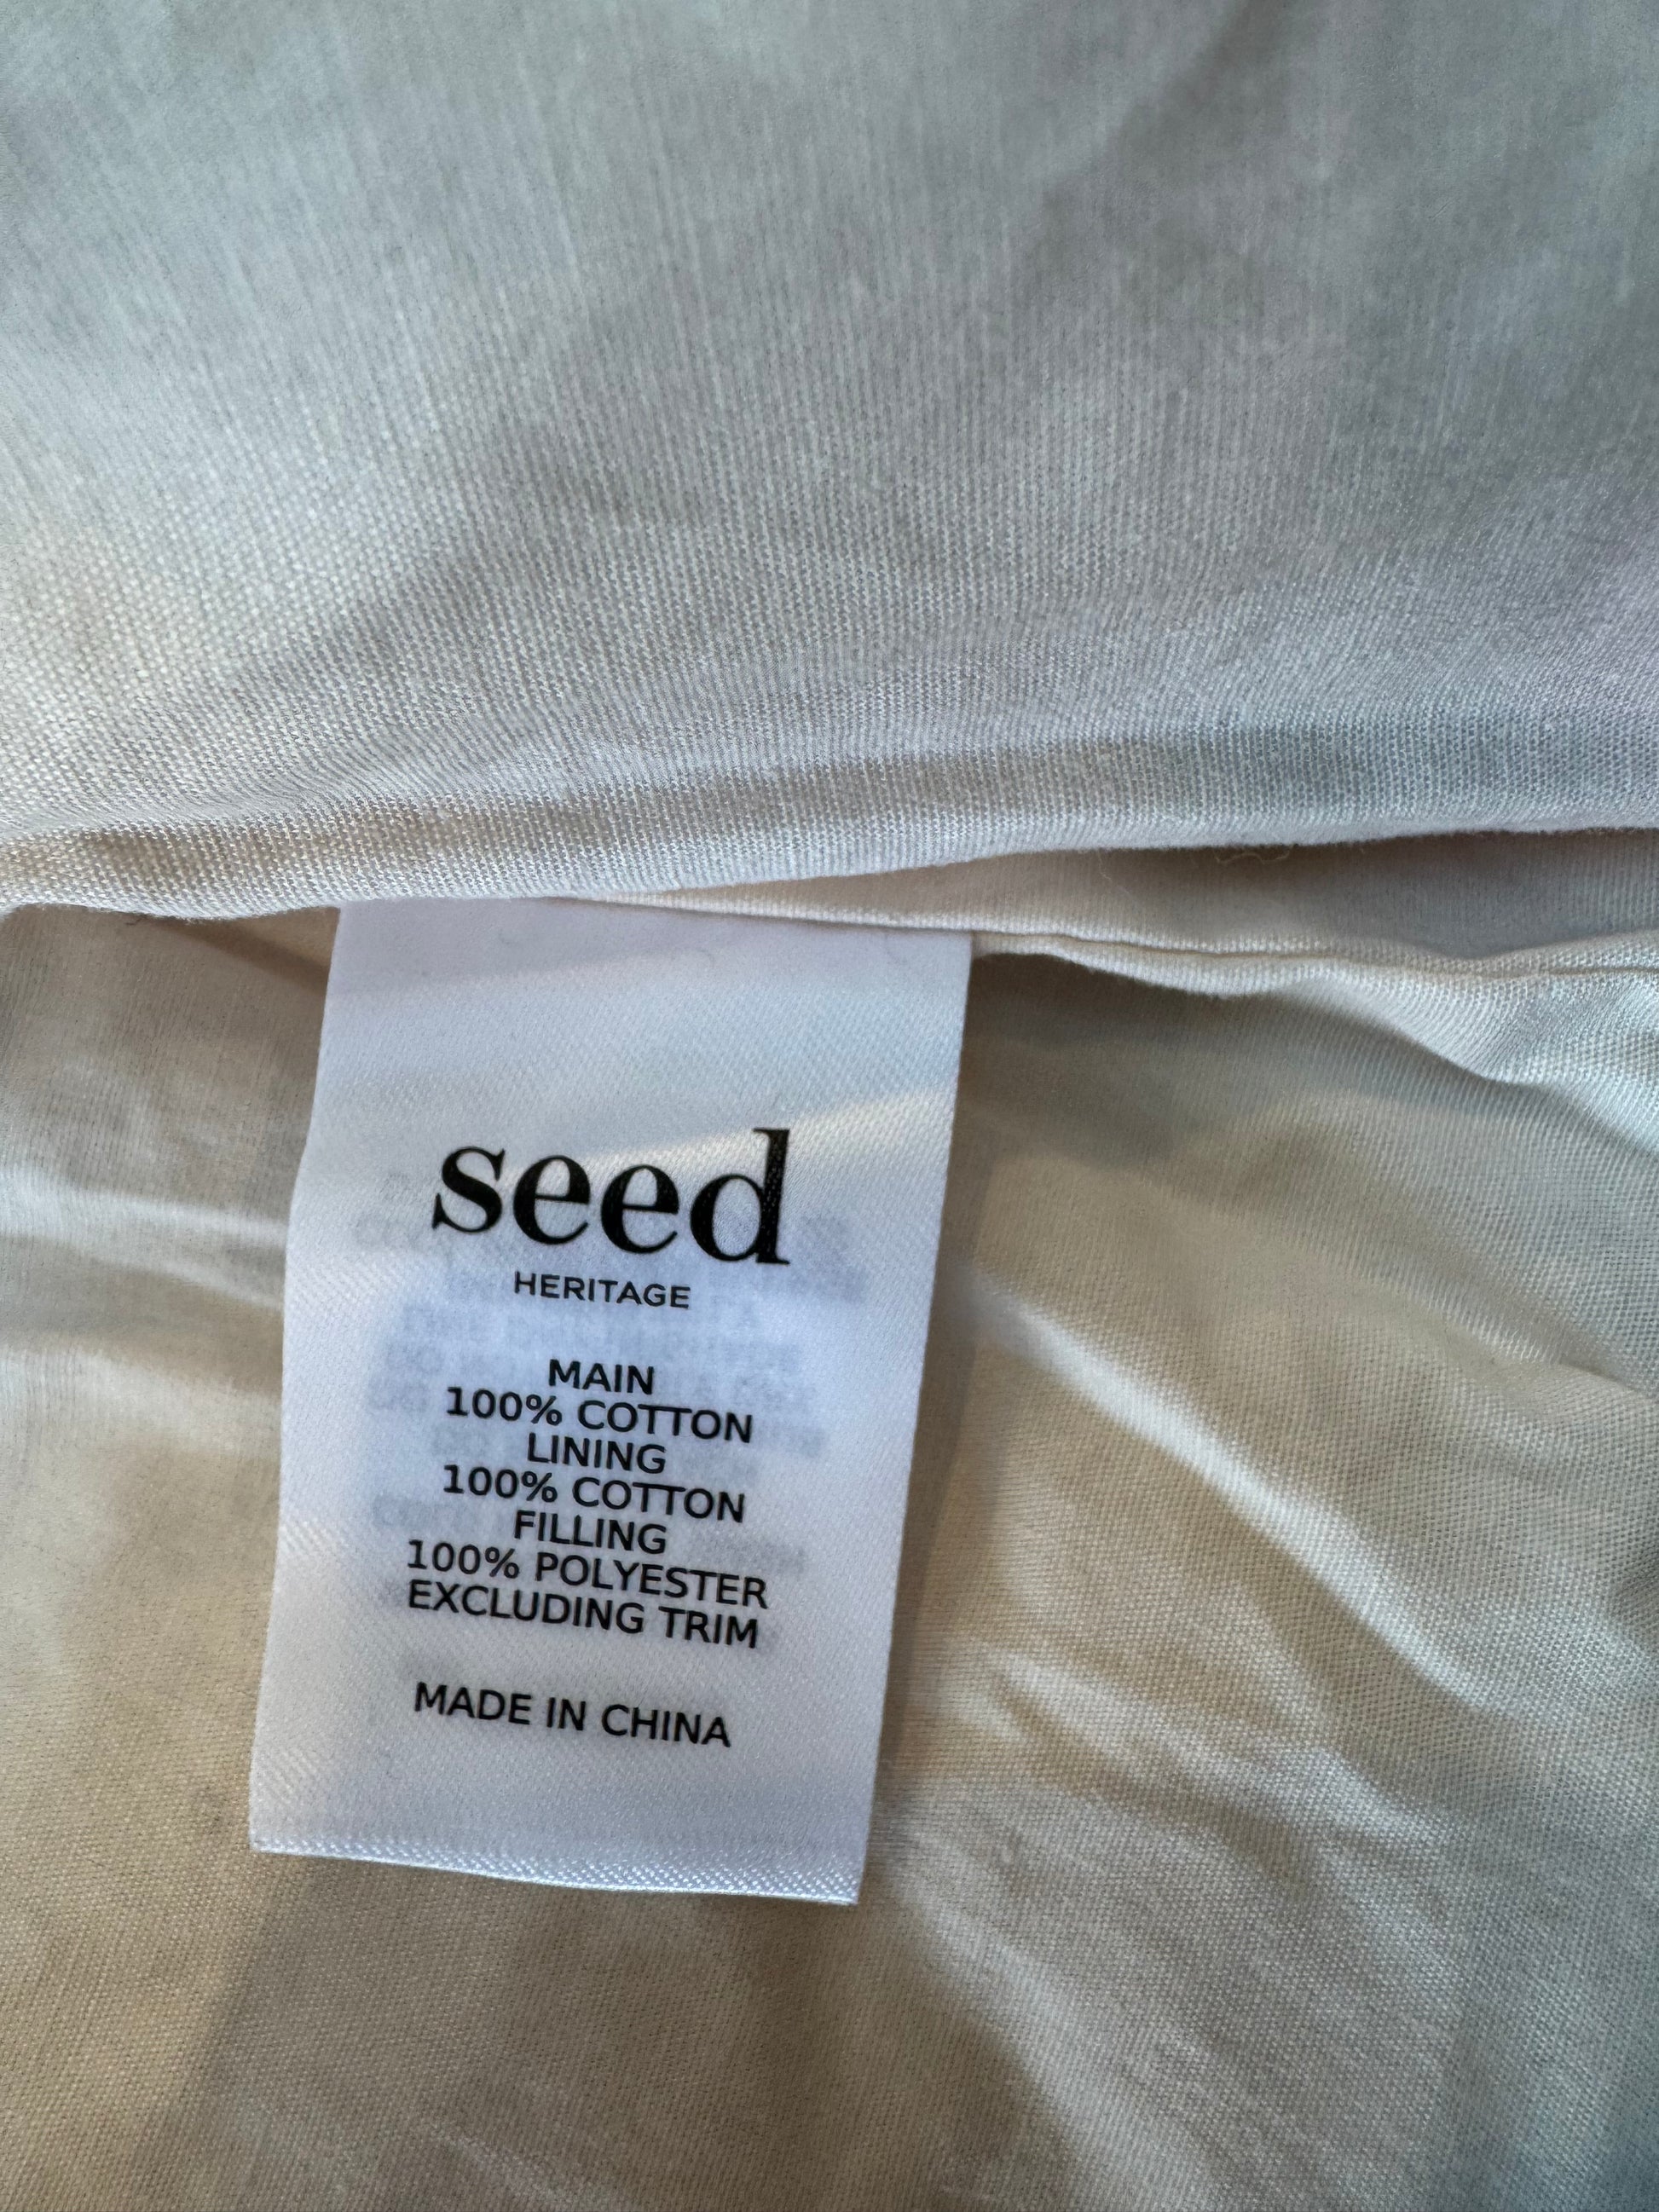 seed
HERITAGE
MAIN
100% COTTON
LINING
100% COTTON
FILLING
100% POLYESTER
EXCLUDING TRIM
MADE IN CHINA